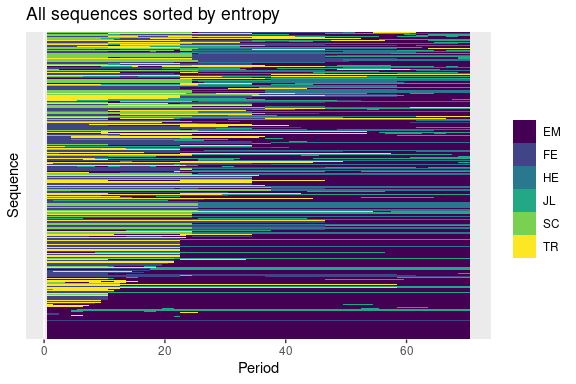 All sequences sorted by entropy
Sequence
EM
FE
HE
JL
SC
TR
0 20 40 60
Period